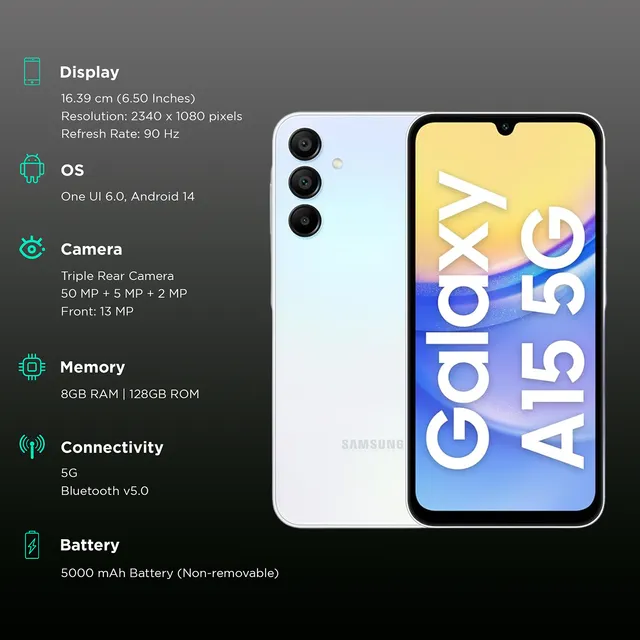 Display
16.39 cm (6.50 Inches)
Resolution: 2340 x 1080 pixels
Refresh Rate: 90 Hz
OS
One UI 6.0, Android 14
Camera
Triple Rear Camera
50 MP + 5 MP + 2 MP
Front: 13 MP
Memory
8GB RAM | 128GB ROM
Connectivity
5G
Bluetooth v5.0
Battery
5000 mAh Battery (Non-removable)
SAMSUNG
Galaxy
A15 5G